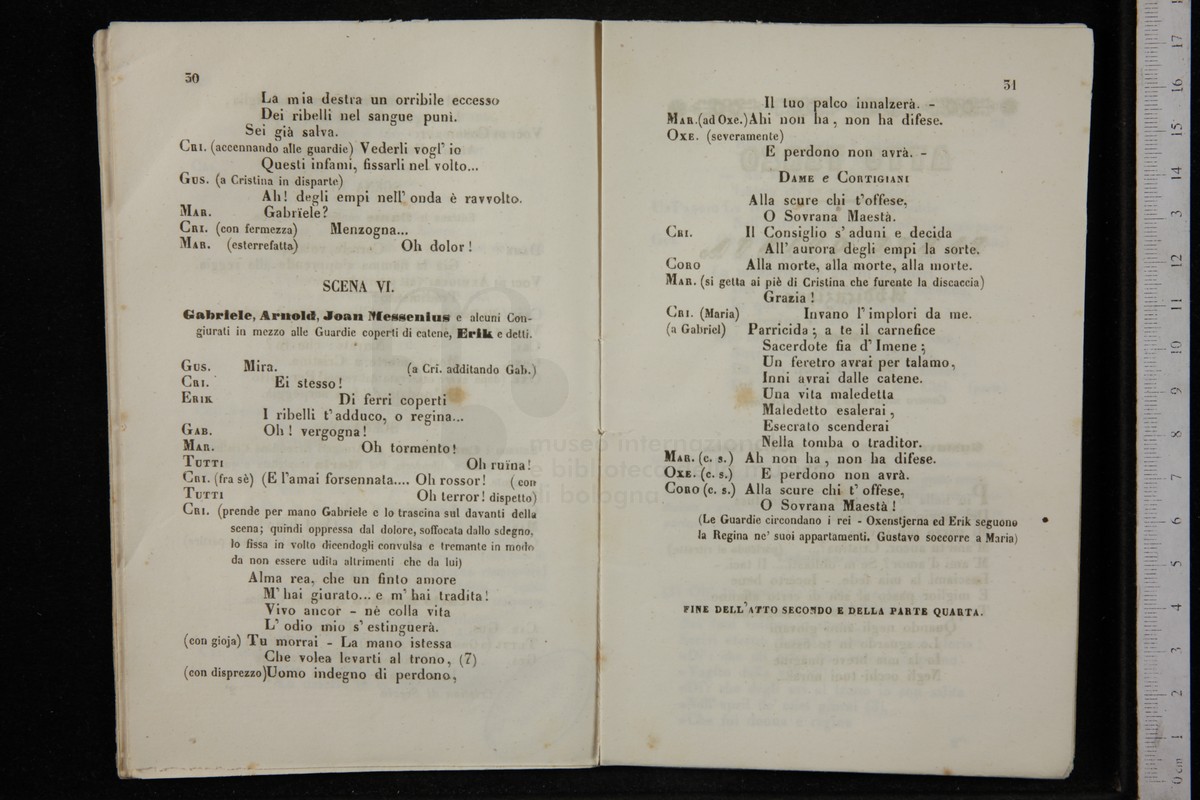 30
La mia destra un orribile eccesso
Dei ribelli nel sangue punì.
Sei già salva.
CRI. (accennando alle guardie) Vederli vogl' io
Questi infami, fissarli nel volto...
GUS. (a Cristina in disparte)
Ah! degli empi nell' onda è ravvolto.
MAR. Gabrïele?
CRI. (con fermezza) Menzogna...
MAR. (esterrefatta) Oh dolor!
SCENA VI.
Gabriele, Arnold, Joan Messenius e alcuni Con-
giurati in mezzo alle Guardie coperti di catene, Erik e detti.
GUS. Mira. (a Cri. additando Gab.)
CRI. Ei stesso!
ERIK Di ferri coperti
I ribelli t' adduco, o regina...
GAB. Oh! vergogna!
MAR. Oh tormento!
TUTTI Oh ruïna!
CRI. (fra sè) (E l'amai forsennata.... Oh rossor! (con
TUTTI Oh terror! dispetto)
CRI. (prende per mano Gabriele e lo trascina sul davanti della
scena; quindi oppressa dal dolore, soffocata dallo sdegno,
lo fissa in volto dicendogli convulsa e tremante in modo
da non essere udita altrimenti che da lui)
Alma rea, che un finto amore
M' hai giurato... e m' hai tradita!
Vivo ancor - nè colla vita
L' odio mio s' estinguerà.
(con gioja) Tu morrai - La mano istessa
Che volea levarti al trono, (7)
(con disprezzo)Uomo indegno di perdono,
31
Il tuo palco innalzerà. -
MAR.(ad Oxe.)Ahi non ha, non ha difese.
OXE. (severamente)
E perdono non avrà. -
DAME e CORTIGIANI
Alla scure chi t'offese,
O Sovrana Maestà.
CRI. Il Consiglio s' aduni e decida
All' aurora degli empi la sorte.
CORO Alla morte, alla morte, alla morte.
MAR. (si getta ai piè di Cristina che furente la discaccia)
Grazia!
CRI. (Maria) Invano l' implori da me.
(a Gabriel) Parricida; a te il carnefice
Sacerdote fia d' Imene;
Un feretro avrai per talamo,
Inni avrai dalle catene.
Una vita maledetta
Maledetto esalerai,
Esecrato scenderai
Nella tomba o traditor.
MAR. (c. s.) Ah non ha, non ha difese.
OXE. (c. s.) E perdono non avrà.
CORO (c. s.) Alla scure chi t' offese,
O Sovrana Maestà!
(Le Guardie circondano i rei - Oxenstjerna ed Erik seguono
la Regina ne' suoi appartamenti. Gustavo soccorre a Maria)
FINE DELL'ATTO SECONDO E DELLA PARTE QUARTA.
museo internazionale
e biblioteca della musica
di bologna